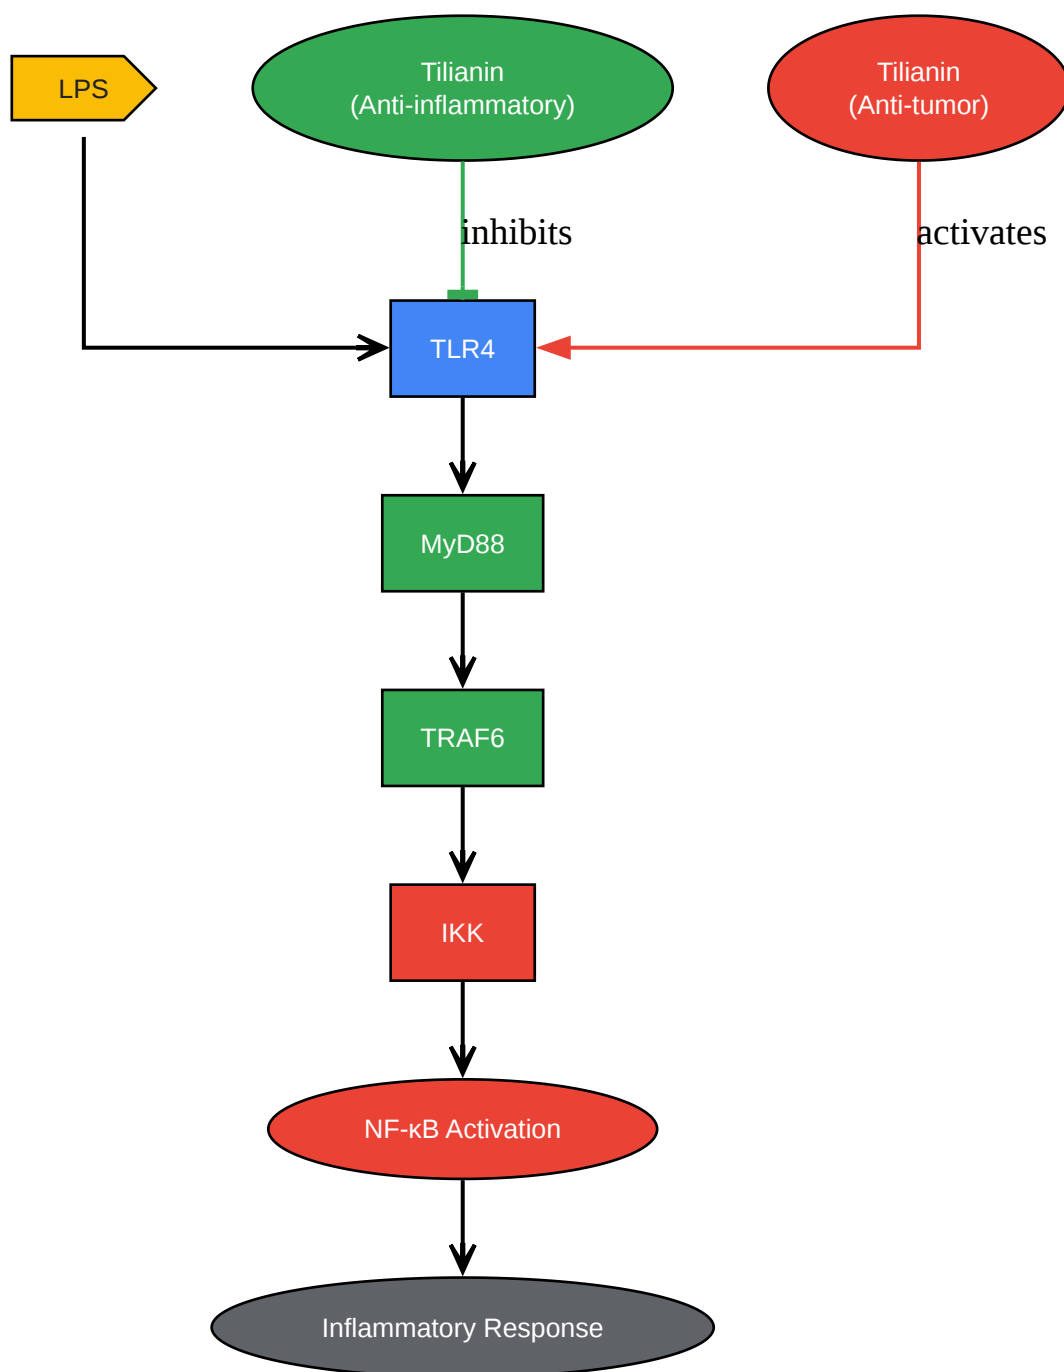 LPS
Tilianin
(Anti-inflammatory)
Tilianin
(Anti-tumor)
inhibits
activates
TLR4
MyD88
TRAF6
IKK
NF-κB Activation
Inflammatory Response